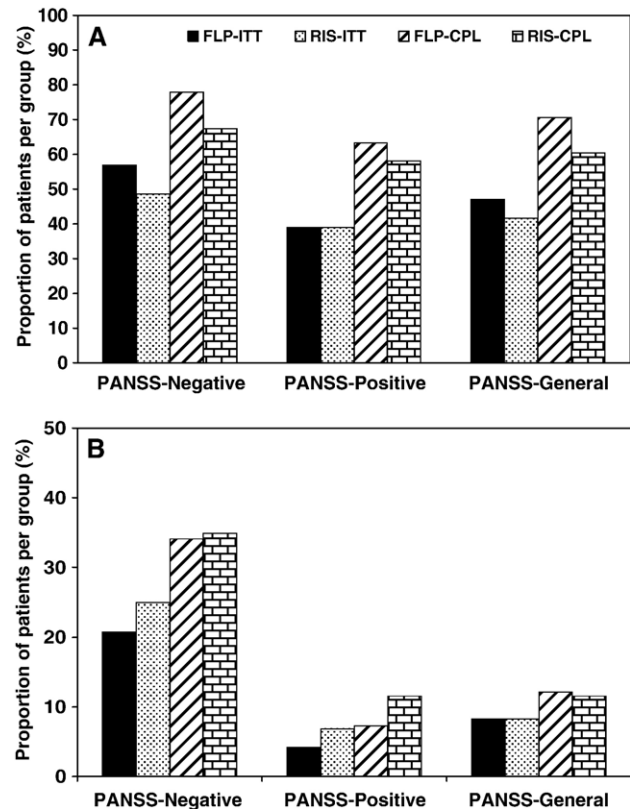 A
FLP-ITT RIS-ITT FLP-CPL RIS-CPL
Proportion of patients per group (%)
100
90
80
70
60
50
40
30
20
10
0
PANSS-Negative PANSS-Positive PANSS-General
B
Proportion of patients per group (%)
50
40
30
20
10
0
PANSS-Negative PANSS-Positive PANSS-General